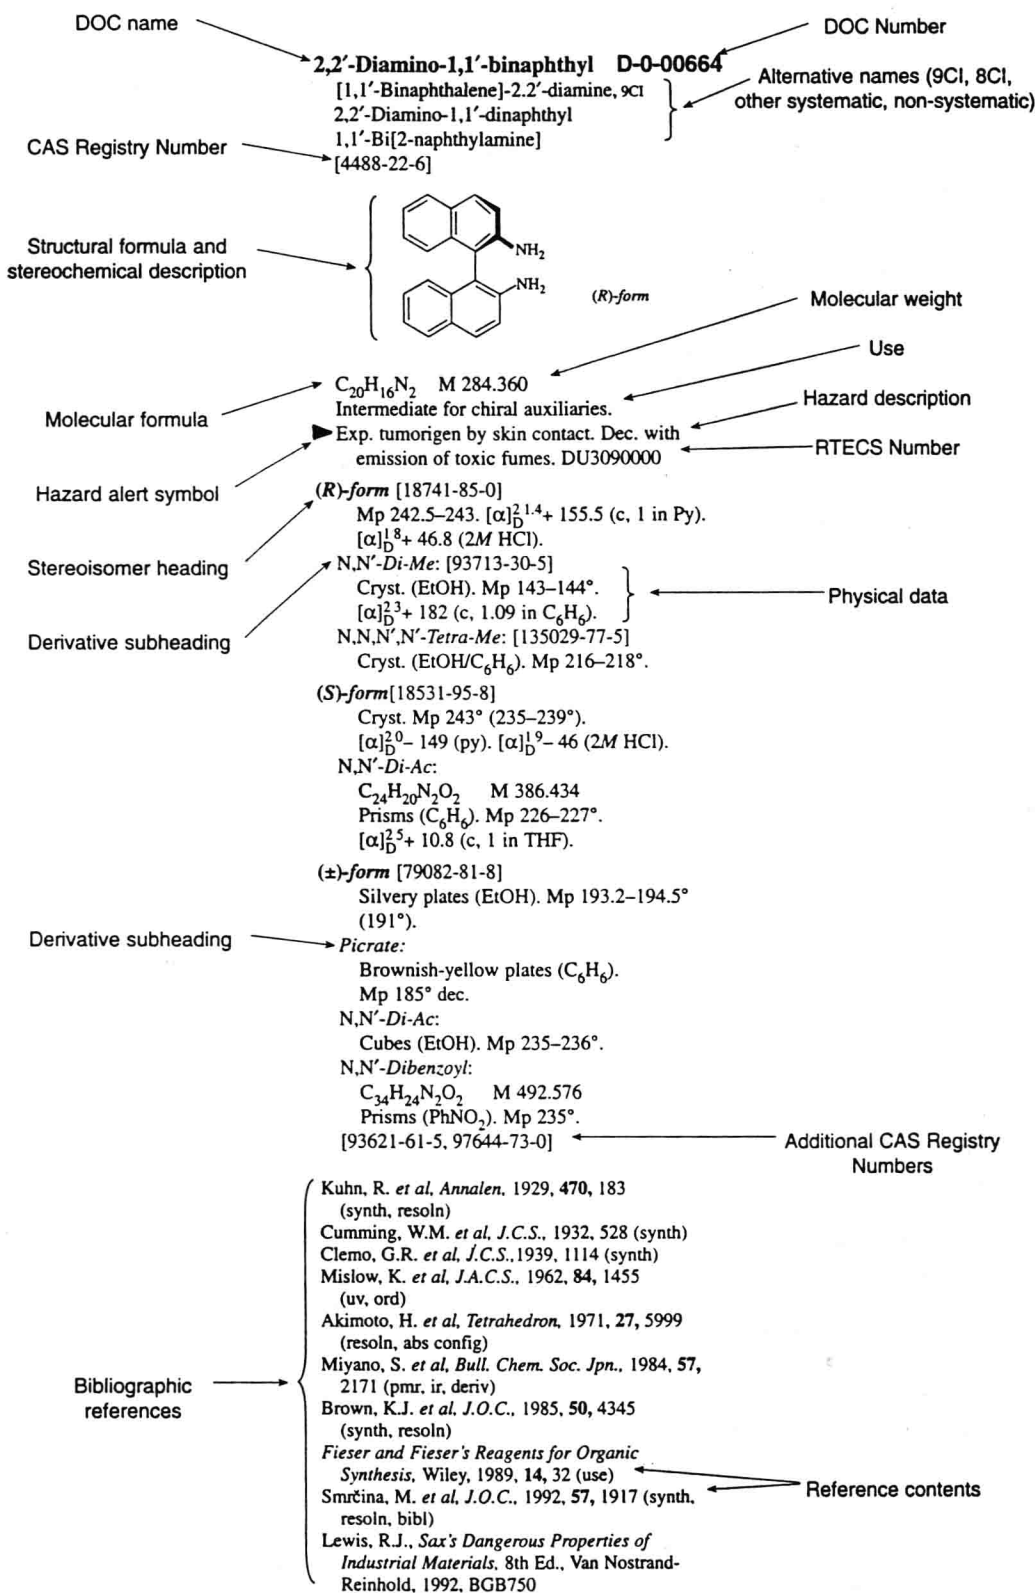 DOC name
DOC Number
2,2′-Diamino-1,1′-binaphthyl D-0-00664
[1,1′-Binaphthalene]-2.2′-diamine, 9CI
2,2′-Diamino-1,1′-dinaphthyl
1,1′-Bi[2-naphthylamine]
[4488-22-6]
Alternative names (9CI, 8CI,
other systematic, non-systematic)
CAS Registry Number
Structural formula and
stereochemical description
NH₂
NH₂
(R)-form
Molecular weight
Use
Hazard description
RTECS Number
Molecular formula
Hazard alert symbol
C₂₀H₁₆N₂ M 284.360
Intermediate for chiral auxiliaries.
Exp. tumorigen by skin contact. Dec. with
emission of toxic fumes. DU3090000
Stereoisomer heading
Derivative subheading
(R)-form [18741-85-0]
Mp 242.5–243. [α]D^21.4 + 155.5 (c, 1 in Py).
[α]D^18 + 46.8 (2M HCl).
N,N′-Di-Me: [93713-30-5]
Cryst. (EtOH). Mp 143–144°.
[α]D^23 + 182 (c, 1.09 in C₆H₆).
Physical data
N,N,N′,N′-Tetra-Me: [135029-77-5]
Cryst. (EtOH/C₆H₆). Mp 216–218°.
(S)-form[18531-95-8]
Cryst. Mp 243° (235–239°).
[α]D^20 – 149 (py). [α]D^19 – 46 (2M HCl).
N,N′-Di-Ac:
C₂₄H₂₀N₂O₂ M 386.434
Prisms (C₆H₆). Mp 226–227°.
[α]D^25 + 10.8 (c, 1 in THF).
(±)-form [79082-81-8]
Silvery plates (EtOH). Mp 193.2–194.5°
(191°).
Derivative subheading
Picrate:
Brownish-yellow plates (C₆H₆).
Mp 185° dec.
N,N′-Di-Ac:
Cubes (EtOH). Mp 235–236°.
N,N′-Dibenzoyl:
C₃₄H₂₄N₂O₂ M 492.576
Prisms (PhNO₂). Mp 235°.
[93621-61-5, 97644-73-0]
Additional CAS Registry
Numbers
Bibliographic
references
Kuhn, R. et al, Annalen, 1929, 470, 183
(synth, resoln)
Cumming, W.M. et al, J.C.S., 1932, 528 (synth)
Clemo, G.R. et al, J.C.S.,1939, 1114 (synth)
Mislow, K. et al, J.A.C.S., 1962, 84, 1455
(uv, ord)
Akimoto, H. et al, Tetrahedron, 1971, 27, 5999
(resoln, abs config)
Miyano, S. et al, Bull. Chem. Soc. Jpn., 1984, 57,
2171 (pmr, ir, deriv)
Brown, K.J. et al, J.O.C., 1985, 50, 4345
(synth, resoln)
Fieser and Fieser's Reagents for Organic
Synthesis, Wiley, 1989, 14, 32 (use)
Smrčina, M. et al, J.O.C., 1992, 57, 1917 (synth,
resoln, bibl)
Lewis, R.J., Sax's Dangerous Properties of
Industrial Materials, 8th Ed., Van Nostrand-
Reinhold, 1992, BGB750
Reference contents